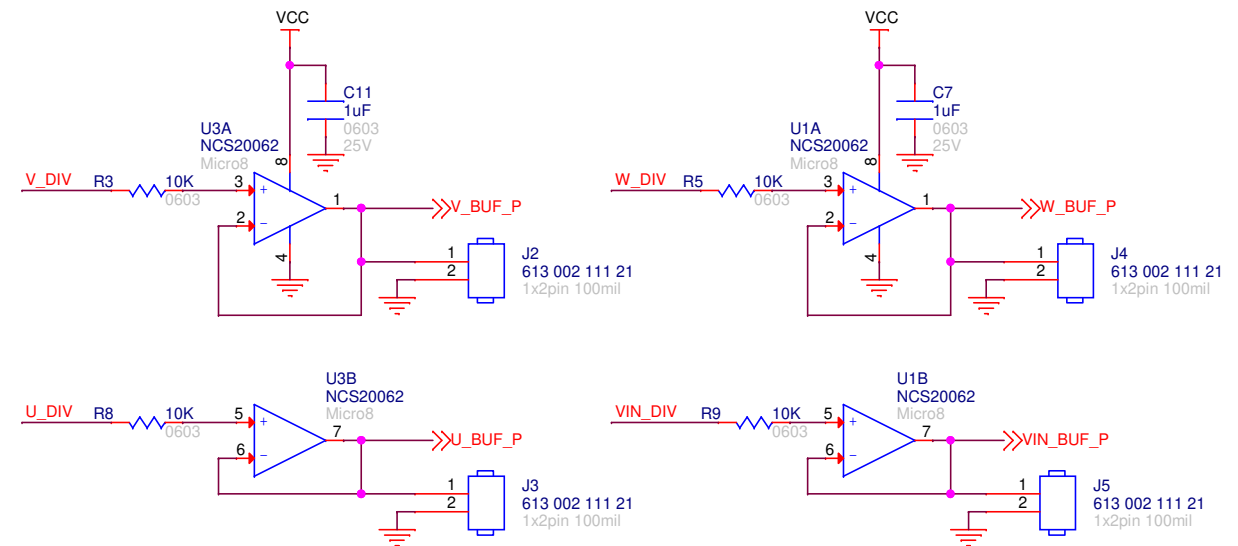 VCC
C11
1uF
0603
25V
U3A
NCS20062
Micro8
8
V_DIV
R3
10K
0603
3
+
2
−
1
4
V_BUF_P
1
2
J2
613 002 111 21
1x2pin 100mil
VCC
C7
1uF
0603
25V
U1A
NCS20062
Micro8
8
W_DIV
R5
10K
0603
3
+
2
−
1
4
W_BUF_P
1
2
J4
613 002 111 21
1x2pin 100mil
U3B
NCS20062
Micro8
U_DIV
R8
10K
0603
5
+
6
−
7
U_BUF_P
1
2
J3
613 002 111 21
1x2pin 100mil
U1B
NCS20062
Micro8
VIN_DIV
R9
10K
0603
5
+
6
−
7
VIN_BUF_P
1
2
J5
613 002 111 21
1x2pin 100mil